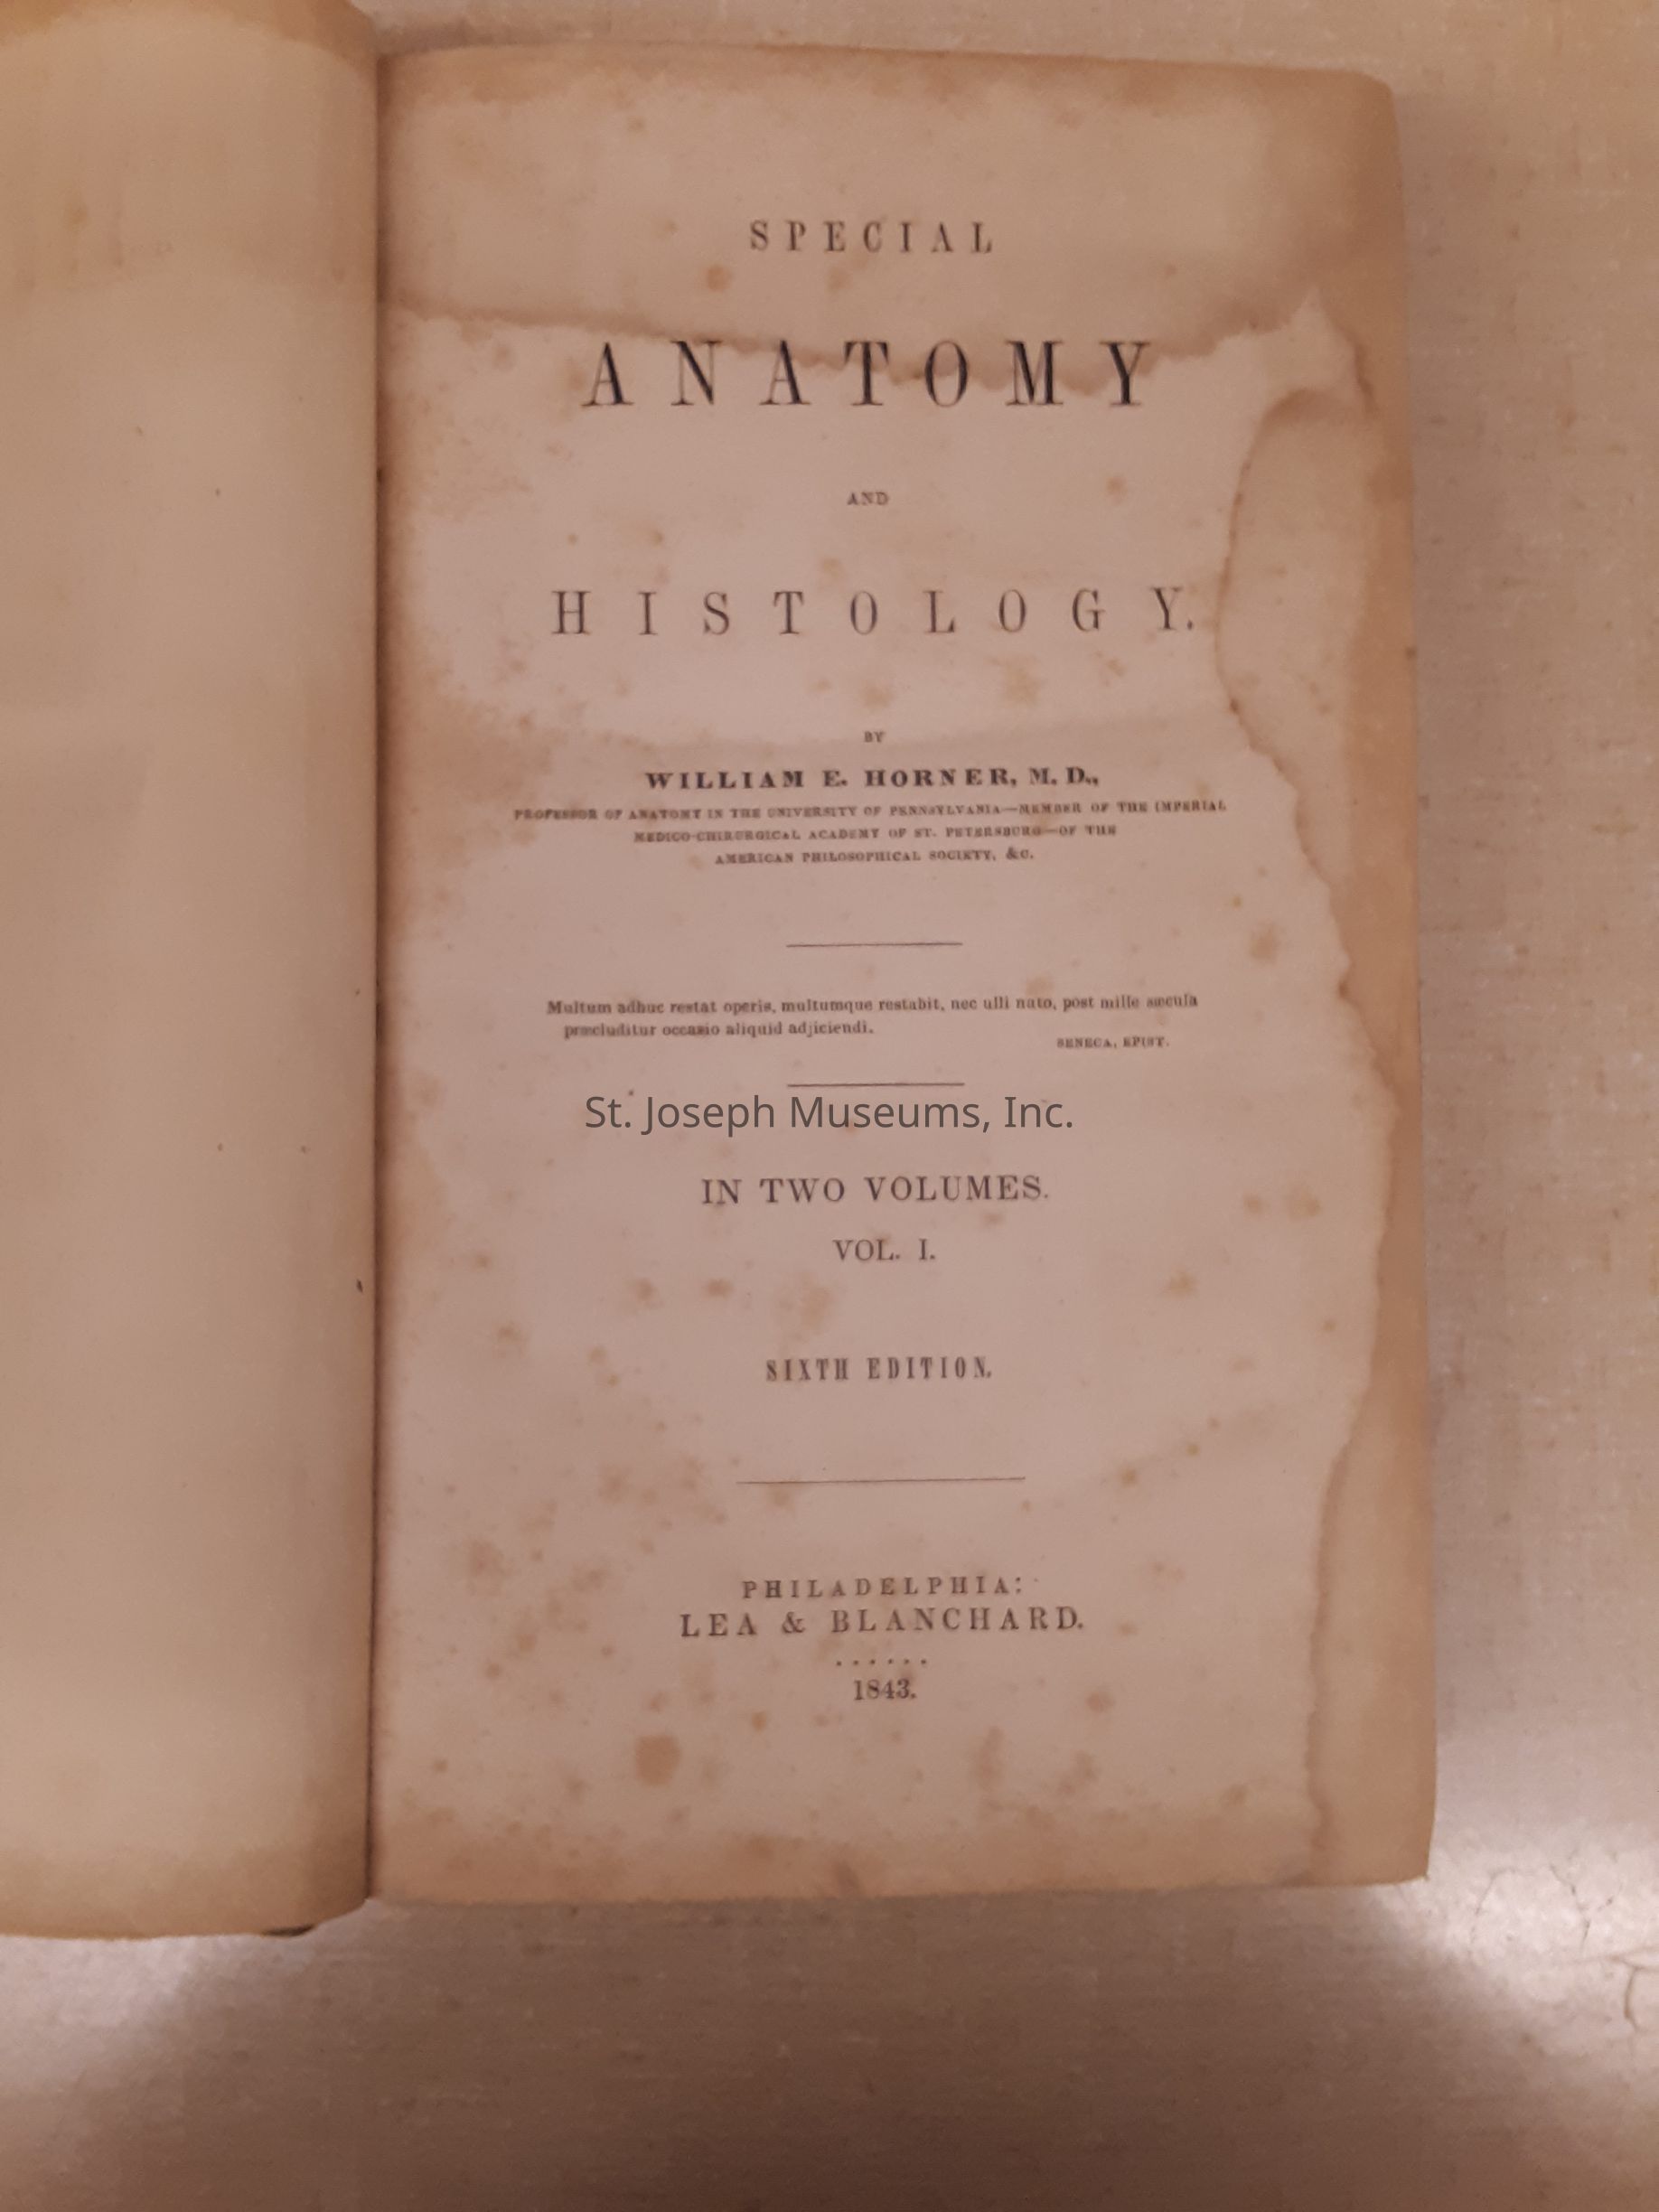 SPECIAL
ANATOMY
AND
HISTOLOGY.
BY
WILLIAM E. HORNER, M. D.,
PROFESSOR OF ANATOMY IN THE UNIVERSITY OF PENNSYLVANIA—MEMBER OF THE IMPERIAL
MEDICO-CHIRURGICAL ACADEMY OF ST. PETERSBURG—OF THE
AMERICAN PHILOSOPHICAL SOCIETY, &C.
Multum adhuc restat operis, multumque restabit, nec ulli nato, post mille sæcula
præcluditur occasio aliquid adjiciendi.
SENECA, EPIST.
St. Joseph Museums, Inc.
IN TWO VOLUMES.
VOL. I.
SIXTH EDITION.
PHILADELPHIA:
LEA & BLANCHARD.
......
1843.